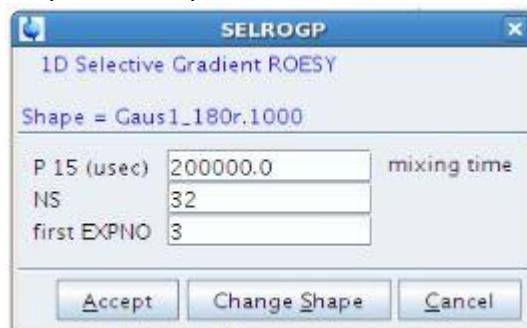 SELROGP
1D Selective Gradient ROESY
Shape = Gaus1_180r.1000
P 15 (usec) 200000.0 mixing time
NS 32
first EXPNO 3
Accept Change Shape Cancel